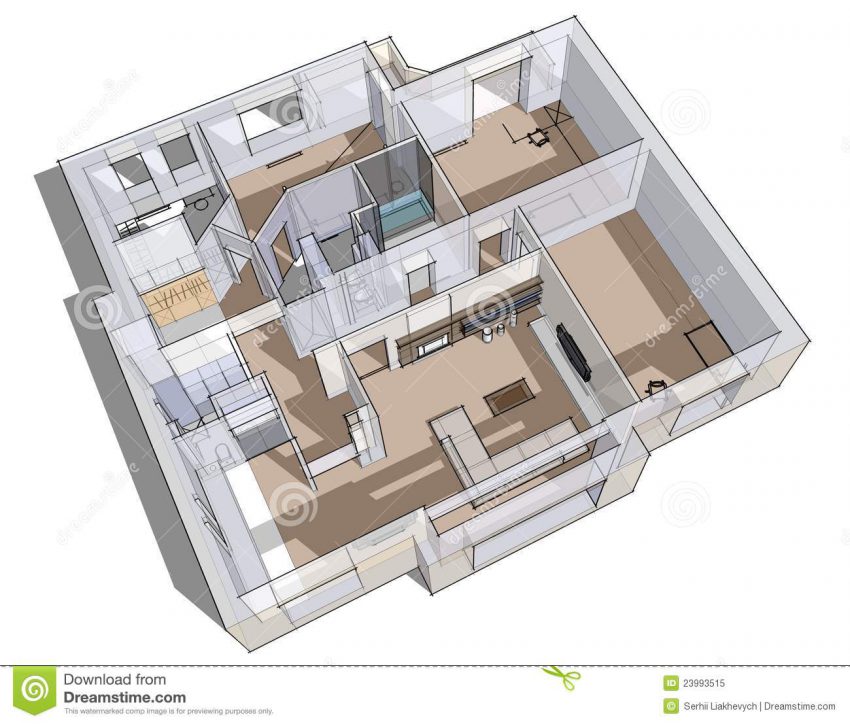 dreamstime
dreamstime
dreamstime
dreamstime
dreamstime
Download from
Dreamstime.com
This watermarked comp image is for previewing purposes only.
ID 23993515
© Serhii Liakhevych | Dreamstime.com